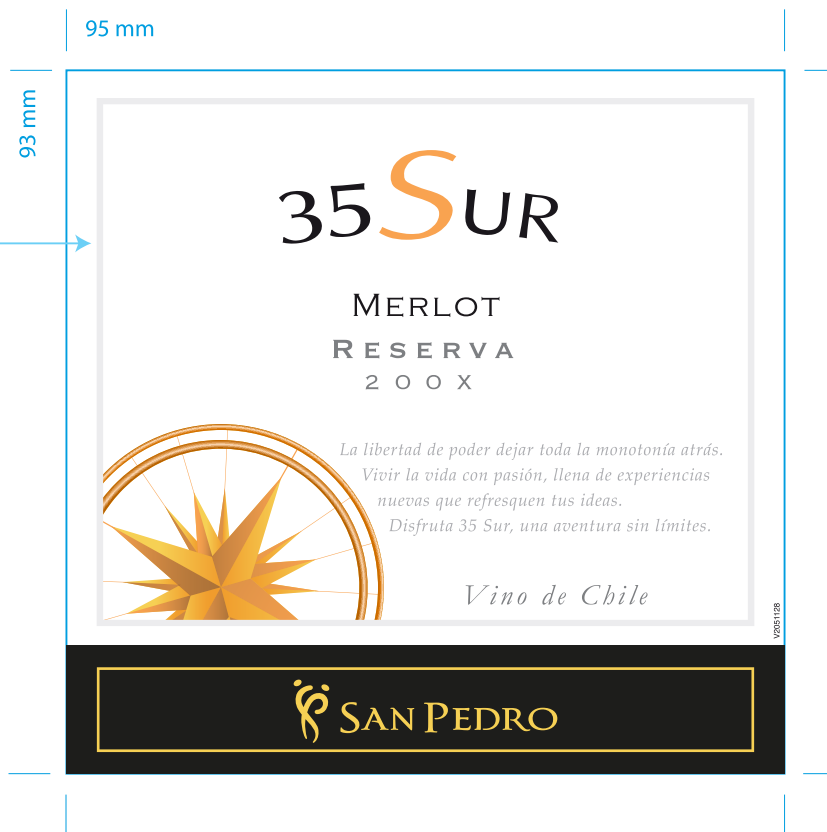 95 mm
93 mm
35 SUR
MERLOT
RESERVA
200X
La libertad de poder dejar toda la monotonía atrás.
Vivir la vida con pasión, llena de experiencias
nuevas que refresquen tus ideas.
Disfruta 35 Sur, una aventura sin límites.
Vino de Chile
V2051128
SAN PEDRO